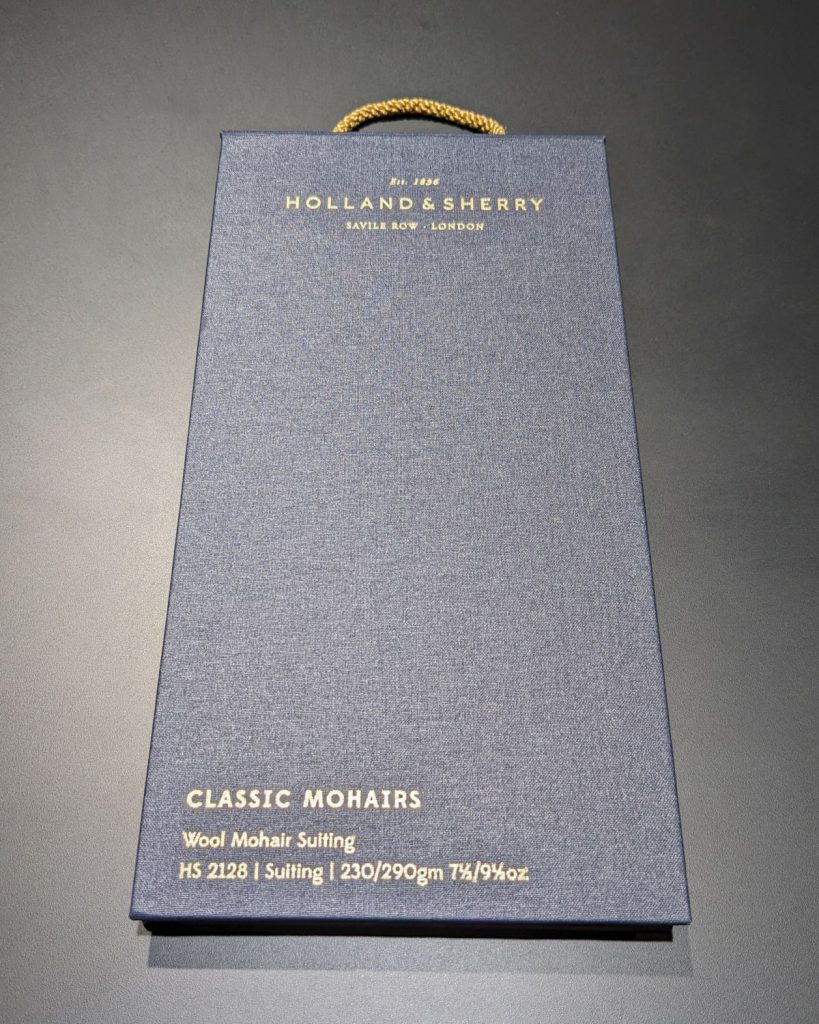 Est. 1836
HOLLAND & SHERRY
SAVILE ROW · LONDON
CLASSIC MOHAIRS
Wool Mohair Suiting
HS 2128 | Suiting | 230/290gm 7½/9½oz